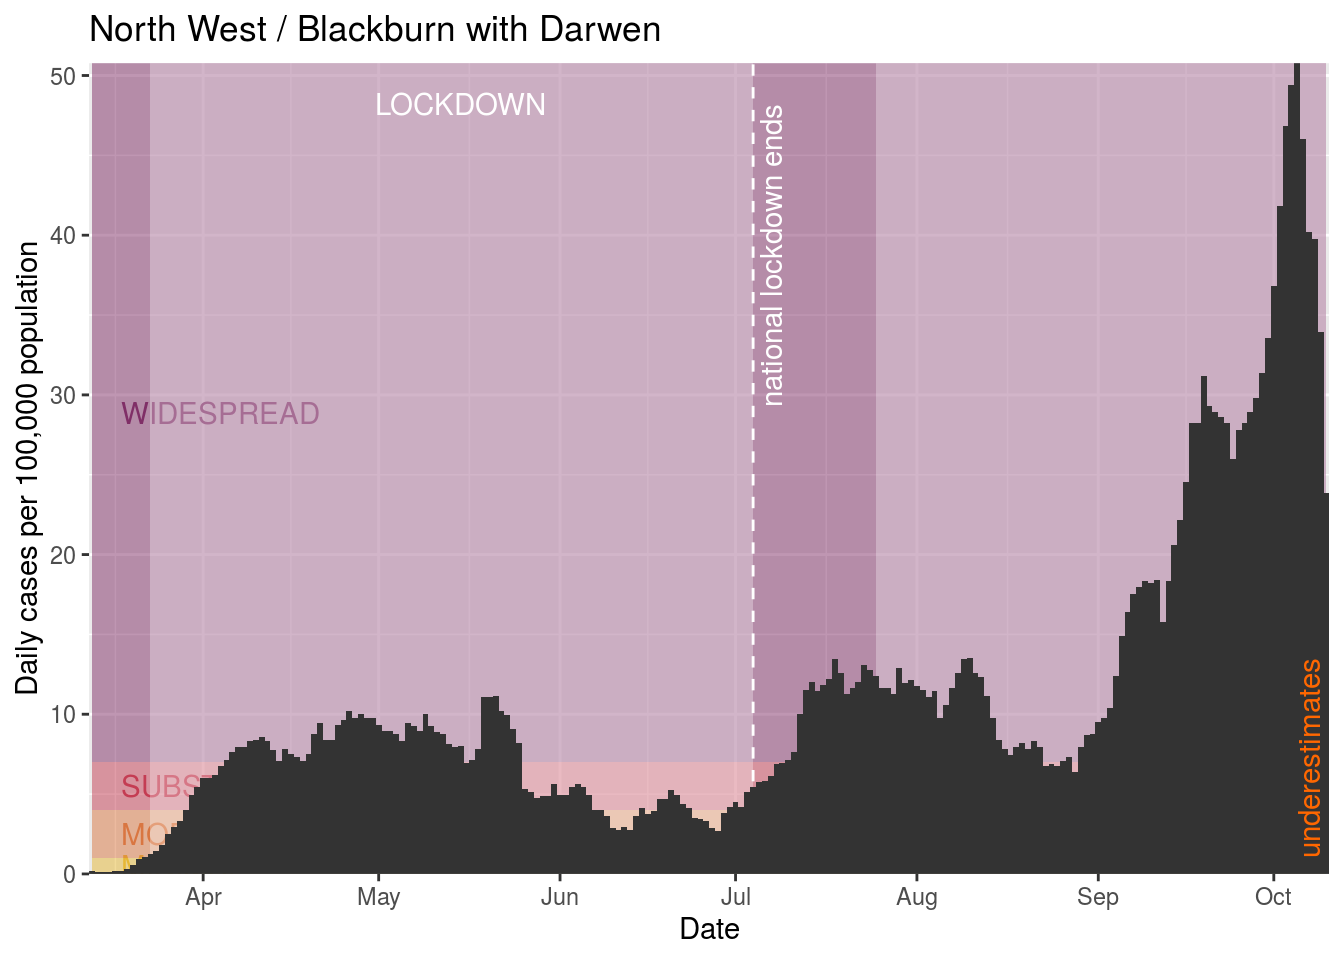 North West / Blackburn with Darwen
Daily cases per 100,000 population
50
40
30
20
10
0
LOCKDOWN
national lockdown ends
WIDESPREAD
SUBS
MO
underestimates
Apr
May
Jun
Jul
Aug
Sep
Oct
Date